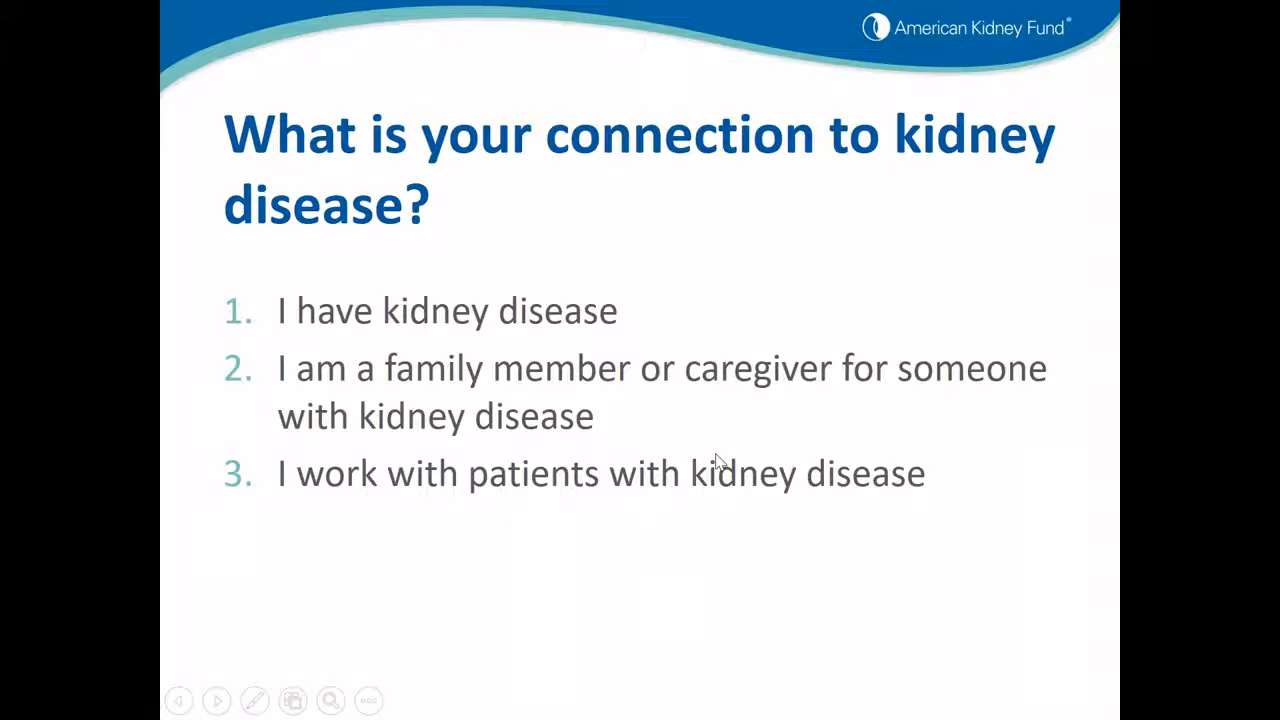 American Kidney Fund®
What is your connection to kidney
disease?
1. I have kidney disease
2. I am a family member or caregiver for someone
with kidney disease
3. I work with patients with kidney disease